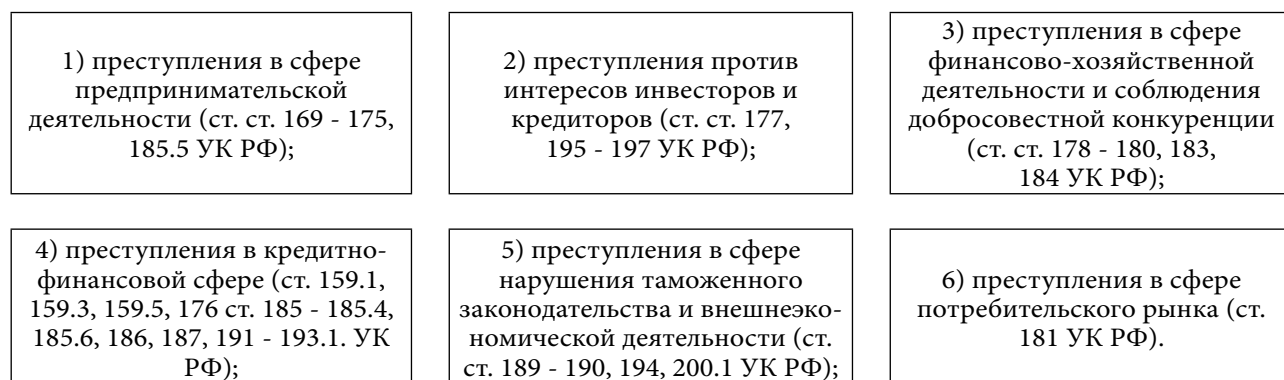 1) преступления в сфере
предпринимательской
деятельности (ст. ст. 169 - 175,
185.5 УК РФ);
2) преступления против
интересов инвесторов и
кредиторов (ст. ст. 177,
195 - 197 УК РФ);
3) преступления в сфере
финансово-хозяйственной
деятельности и соблюдения
добросовестной конкуренции
(ст. ст. 178 - 180, 183,
184 УК РФ);
4) преступления в кредитно-
финансовой сфере (ст. 159.1,
159.3, 159.5, 176 ст. 185 - 185.4,
185.6, 186, 187, 191 - 193.1. УК
РФ);
5) преступления в сфере
нарушения таможенного
законодательства и внешнеэко-
номической деятельности (ст.
ст. 189 - 190, 194, 200.1 УК РФ);
6) преступления в сфере
потребительского рынка (ст.
181 УК РФ).